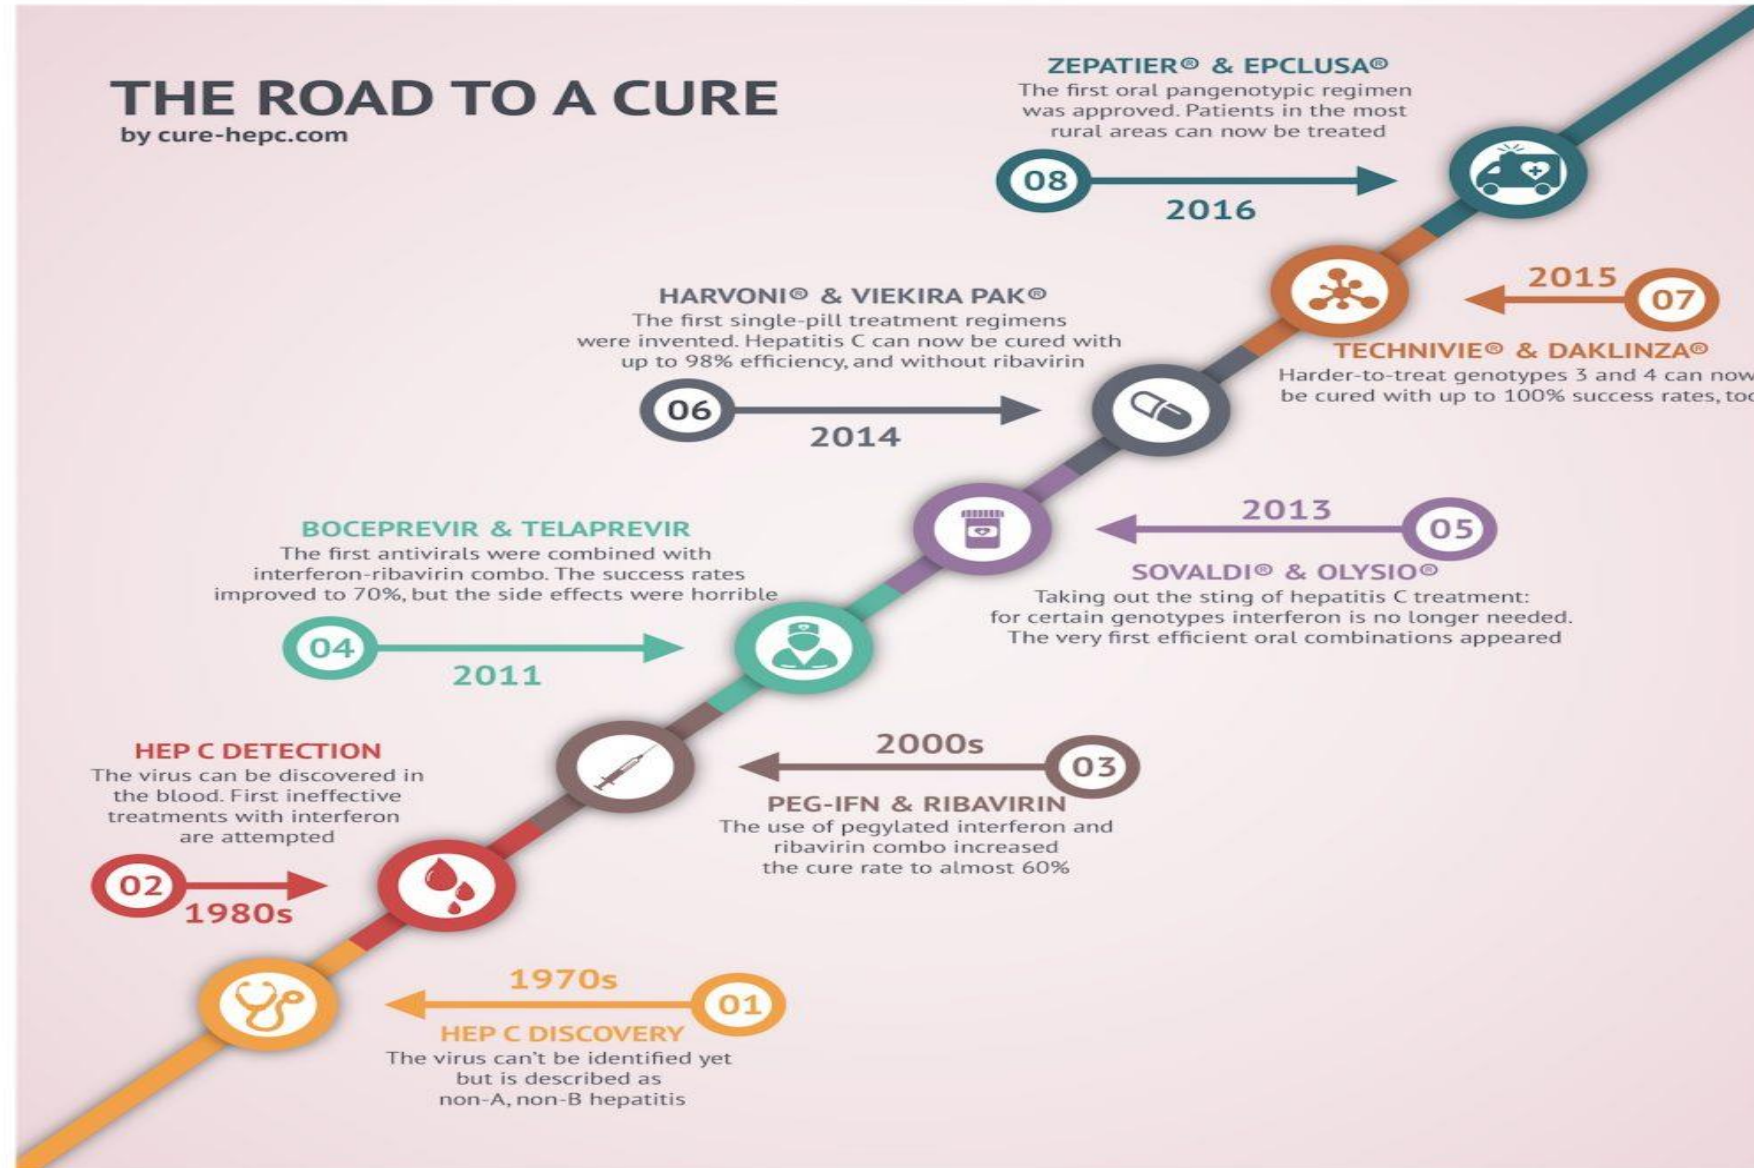 THE ROAD TO A CURE
by cure-hepc.com
ZEPATIER® & EPCLUSA®
The first oral pangenotypic regimen
was approved. Patients in the most
rural areas can now be treated
08
2016
2015
07
TECHNIVIE® & DAKLINZA®
Harder-to-treat genotypes 3 and 4 can now
be cured with up to 100% success rates, too
HARVONI® & VIEKIRA PAK®
The first single-pill treatment regimens
were invented. Hepatitis C can now be cured with
up to 98% efficiency, and without ribavirin
06
2014
2013
05
SOVALDI® & OLYSIO®
Taking out the sting of hepatitis C treatment:
for certain genotypes interferon is no longer needed.
The very first efficient oral combinations appeared
BOCEPREVIR & TELAPREVIR
The first antivirals were combined with
interferon-ribavirin combo. The success rates
improved to 70%, but the side effects were horrible
04
2011
2000s
03
PEG-IFN & RIBAVIRIN
The use of pegylated interferon and
ribavirin combo increased
the cure rate to almost 60%
HEP C DETECTION
The virus can be discovered in
the blood. First ineffective
treatments with interferon
are attempted
02
1980s
1970s
01
HEP C DISCOVERY
The virus can't be identified yet
but is described as
non-A, non-B hepatitis